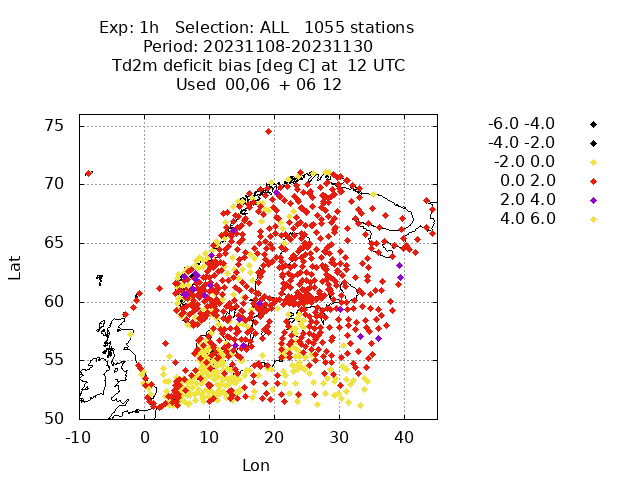 Exp: 1h   Selection: ALL   1055 stations
Period: 20231108-20231130
Td2m deficit bias [deg C] at  12 UTC
Used  00,06  + 06 12
75
70
65
60
55
50
-10 0 10 20 30 40
Lat
Lon
-6.0 -4.0
-4.0 -2.0
-2.0 0.0
0.0 2.0
2.0 4.0
4.0 6.0